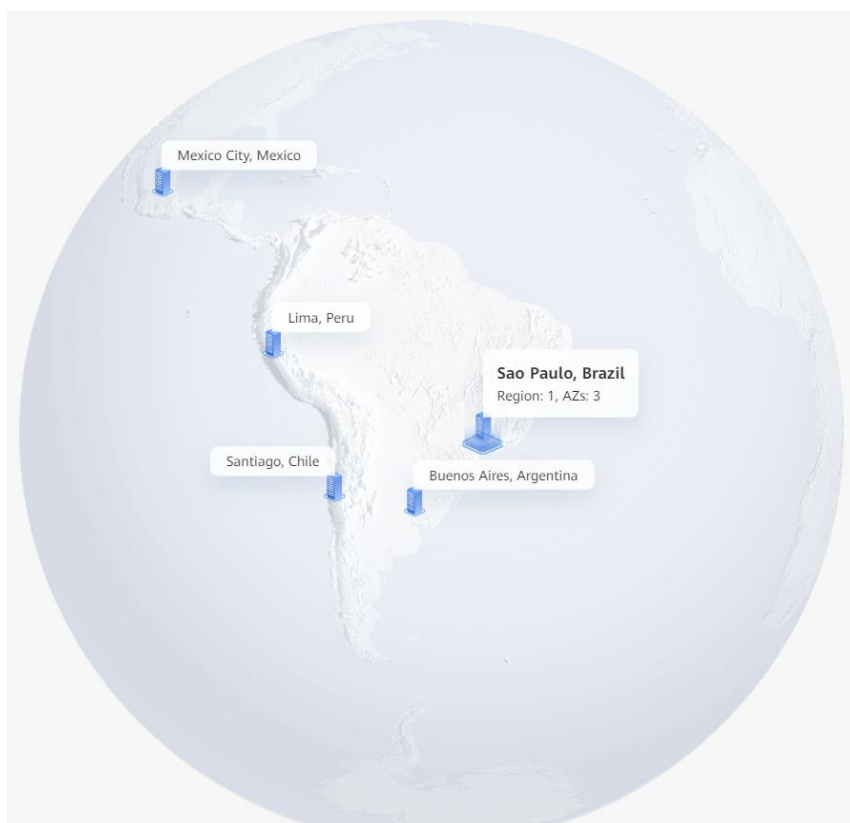 Mexico City, Mexico
Lima, Peru
Sao Paulo, Brazil
Region: 1, AZs: 3
Santiago, Chile
Buenos Aires, Argentina